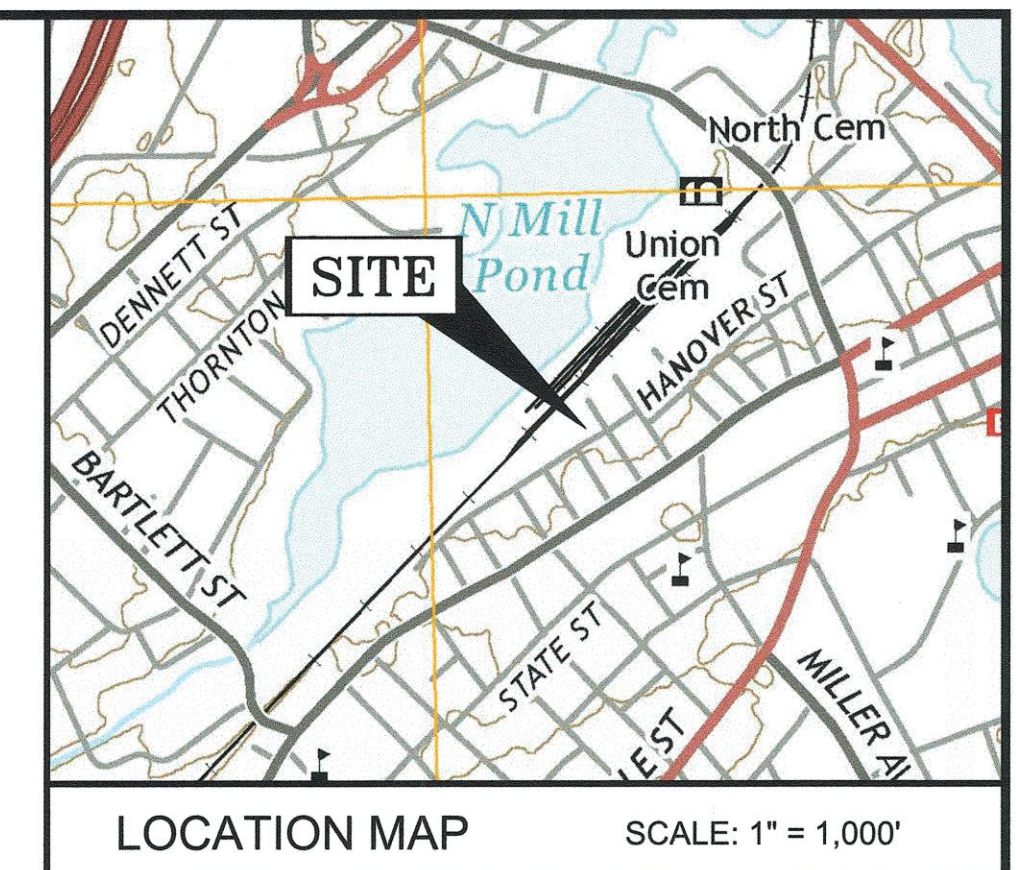 North Cem
N Mill
Pond
Union
Cem
DENNETT ST
SITE
THORNTON
HANOVER ST
BARTLETT ST
STATE ST
MILLER
LE ST
LOCATION MAP
SCALE: 1" = 1,000'